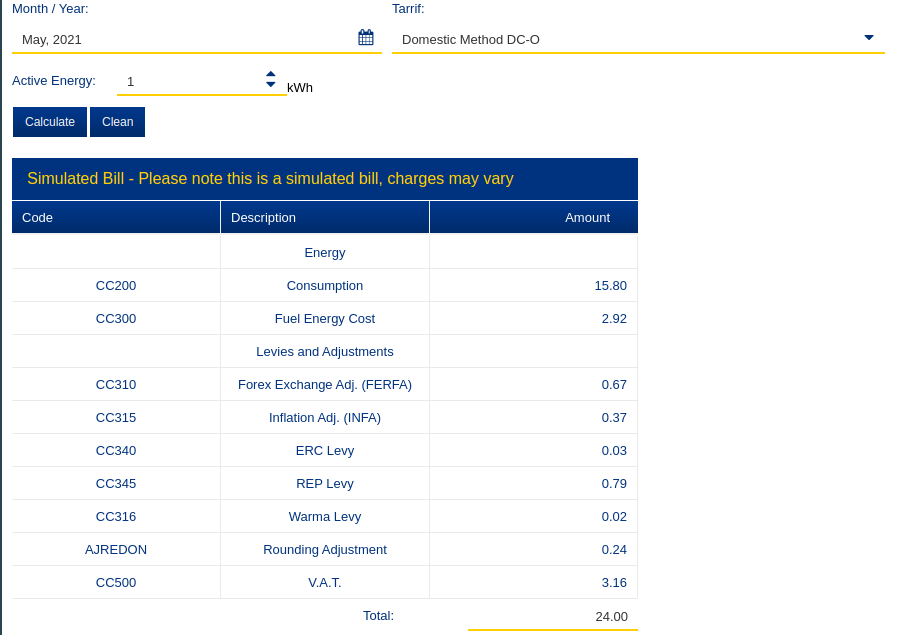 Month / Year: Tarrif:
May, 2021 Domestic Method DC-O
Active Energy: 1 kWh
Calculate Clean
Simulated Bill - Please note this is a simulated bill, charges may vary
Code Description Amount
Energy
CC200 Consumption 15.80
CC300 Fuel Energy Cost 2.92
Levies and Adjustments
CC310 Forex Exchange Adj. (FERFA) 0.67
CC315 Inflation Adj. (INFA) 0.37
CC340 ERC Levy 0.03
CC345 REP Levy 0.79
CC316 Warma Levy 0.02
AJREDON Rounding Adjustment 0.24
CC500 V.A.T. 3.16
Total: 24.00